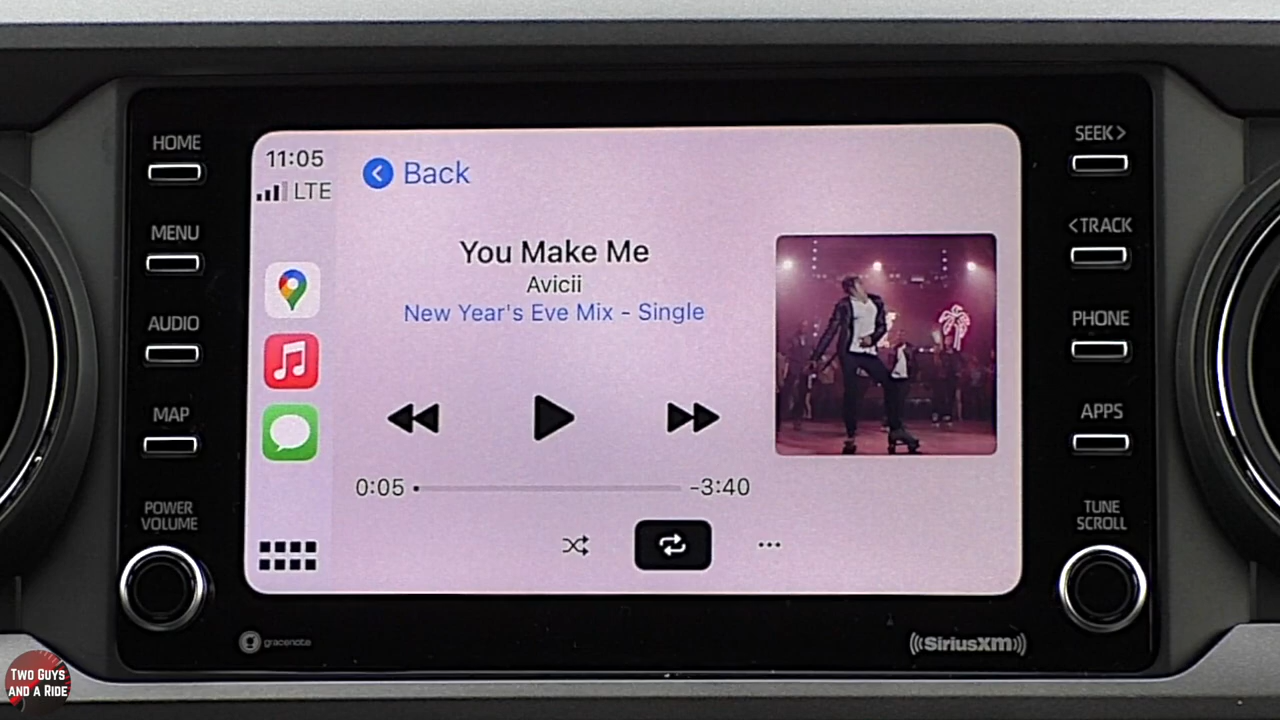 HOME
MENU
AUDIO
MAP
POWER
VOLUME
11:05
LTE
Back
You Make Me
Avicii
New Year's Eve Mix - Single
0:05
-3:40
SEEK>
<TRACK
PHONE
APPS
TUNE
SCROLL
gracenote
SiriusXM
TWO GUYS
AND A RIDE